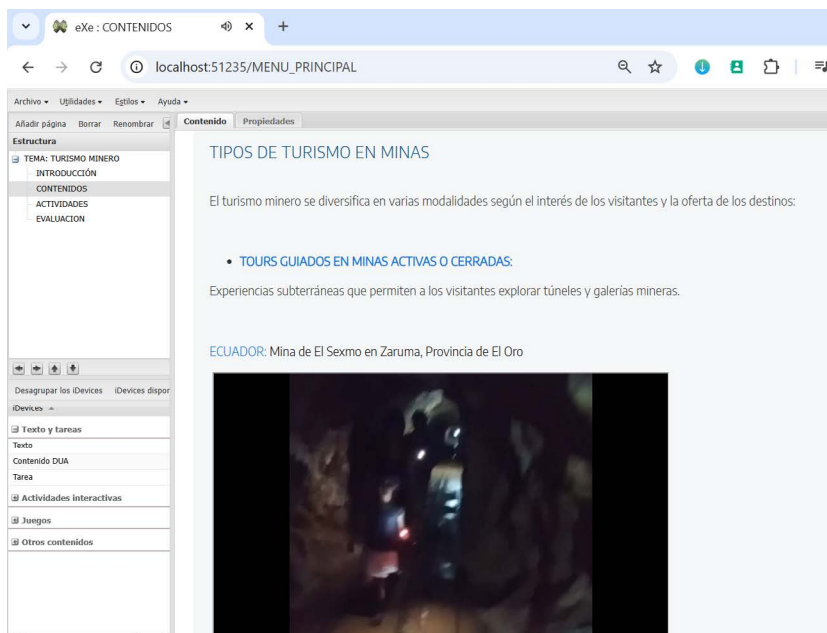 eXe : CONTENIDOS
localhost:51235/MENU_PRINCIPAL
Archivo Utilidades Estilos Ayuda
Añadir página Borrar Renombrar
Contenido Propiedades
Estructura
TEMA: TURISMO MINERO
INTRODUCCIÓN
CONTENIDOS
ACTIVIDADES
EVALUACION
TIPOS DE TURISMO EN MINAS
El turismo minero se diversifica en varias modalidades según el interés de los visitantes y la oferta de los destinos:
• TOURS GUIADOS EN MINAS ACTIVAS O CERRADAS:
Experiencias subterráneas que permiten a los visitantes explorar túneles y galerías mineras.
ECUADOR: Mina de El Sexmo en Zaruma, Provincia de El Oro
Desagrupar los iDevices iDevices dispor
iDevices
Texto y tareas
Texto
Contenido DUA
Tarea
Actividades interactivas
Juegos
Otros contenidos